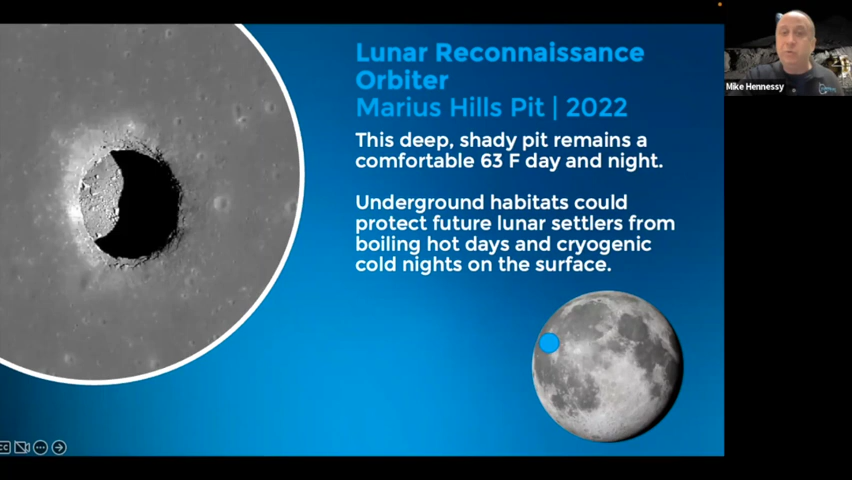 Lunar Reconnaissance
Orbiter
Marius Hills Pit | 2022
This deep, shady pit remains a
comfortable 63 F day and night.
Underground habitats could
protect future lunar settlers from
boiling hot days and cryogenic
cold nights on the surface.
Mike Hennessy
CC